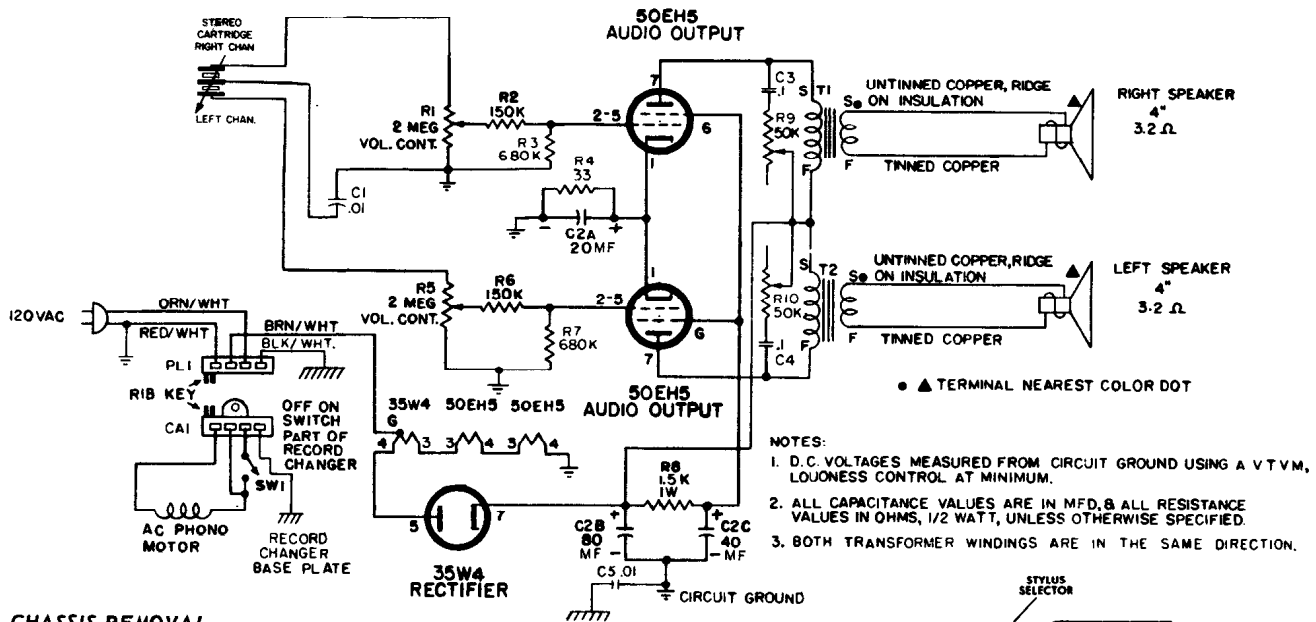 50EH5
AUDIO OUTPUT
STEREO
CARTRIDGE
RIGHT CHAN
LEFT CHAN.
R1
2 MEG
VOL. CONT.
R2
150K
R3
680K
C1
.01
R4
33
C2A
20MF
-
+
2-5
7
6
1
C3
.1
R9
50K
S T1
F
S
F
UNTINNED COPPER, RIDGE
ON INSULATION
TINNED COPPER
RIGHT SPEAKER
4"
3.2 Ω
R5
2 MEG
VOL. CONT.
R6
150K
R7
680K
1
2-5
G
7
S T2
F
R10
50K
.1
C4
S
F
UNTINNED COPPER, RIDGE
ON INSULATION
TINNED COPPER
LEFT SPEAKER
4"
3.2 Ω
● ▲ TERMINAL NEAREST COLOR DOT
50EH5
AUDIO OUTPUT
120VAC
ORN/WHT
RED/WHT
BRN/WHT
BLK/WHT.
PL1
RIB KEY
CA1
OFF ON
SWITCH
PART OF
RECORD
CHANGER
SW1
AC PHONO
MOTOR
RECORD
CHANGER
BASE PLATE
35W4 50EH5 50EH5
G
4 3 3 4 3 4
5
7
35W4
RECTIFIER
R8
1.5K
1W
+
C2B
80
MF
-
+
C2C
40
MF
-
C5 .01
CIRCUIT GROUND
NOTES:
1. D.C. VOLTAGES MEASURED FROM CIRCUIT GROUND USING A VTVM,
LOUDNESS CONTROL AT MINIMUM.
2. ALL CAPACITANCE VALUES ARE IN MFD. & ALL RESISTANCE
VALUES IN OHMS, 1/2 WATT, UNLESS OTHERWISE SPECIFIED.
3. BOTH TRANSFORMER WINDINGS ARE IN THE SAME DIRECTION.
STYLUS
SELECTOR
CHASSIS REMOVAL